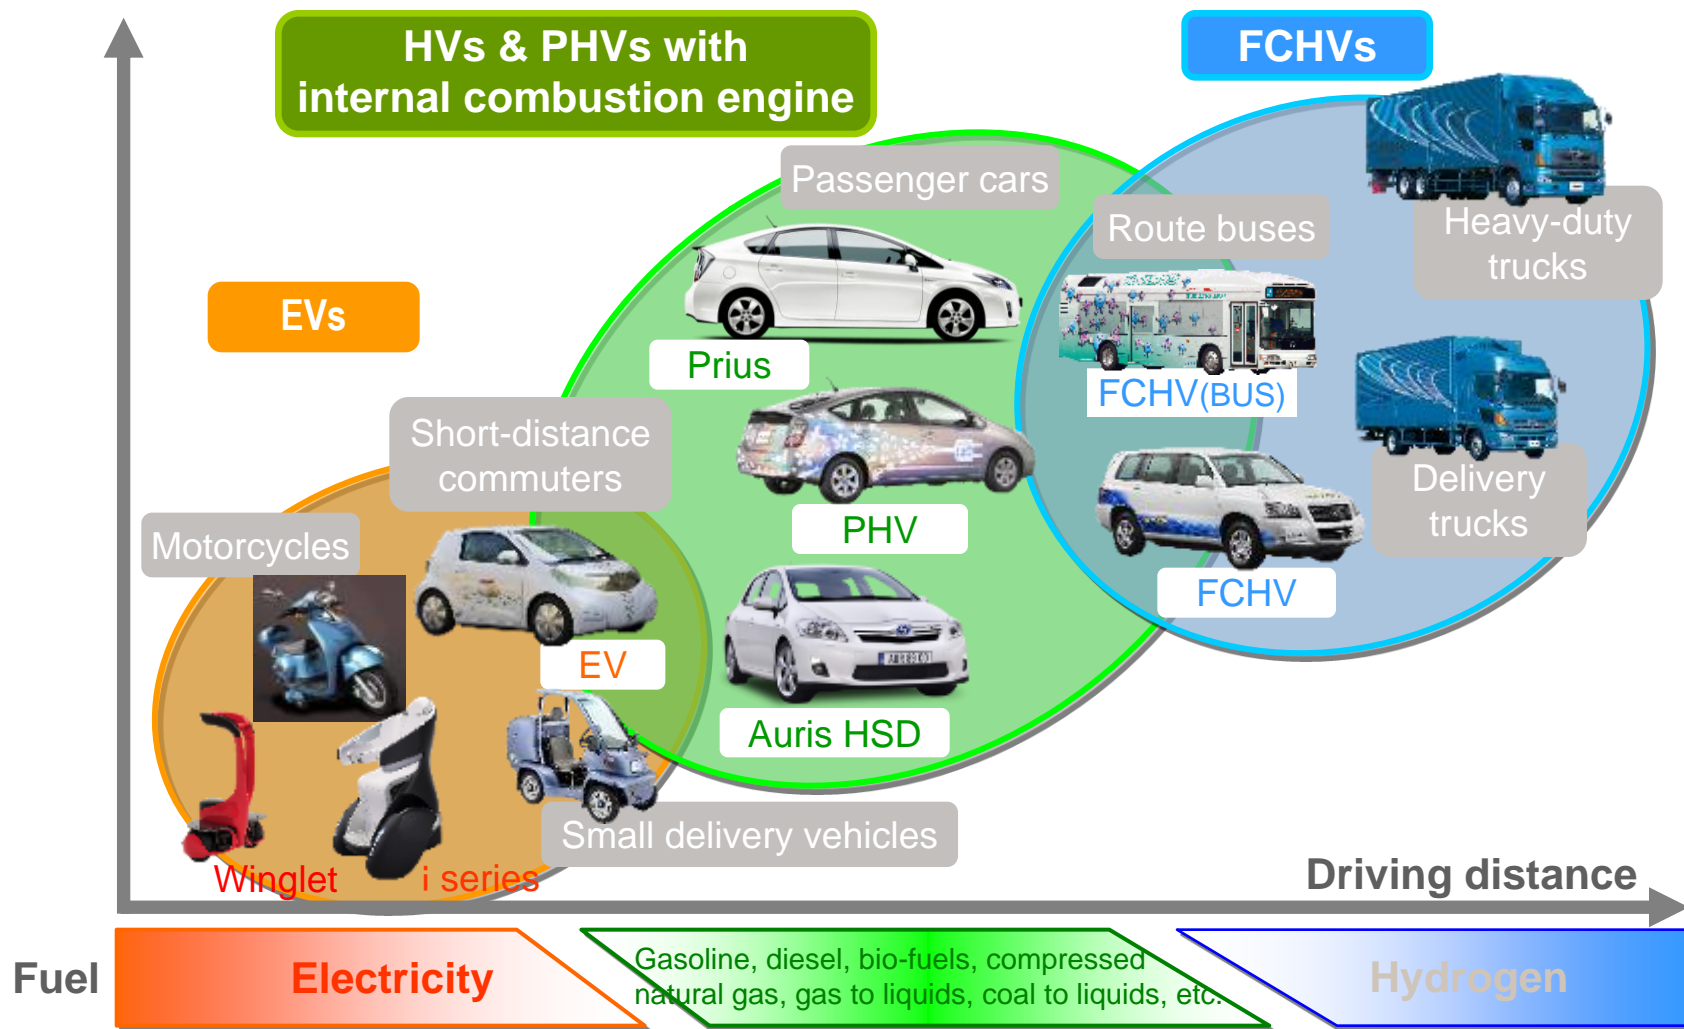 HVs & PHVs with
internal combustion engine
FCHVs
Passenger cars
Route buses
Heavy-duty
trucks
EVs
Prius
FCHV(BUS)
Short-distance
commuters
Delivery
trucks
Motorcycles
PHV
FCHV
EV
Auris HSD
Small delivery vehicles
Winglet
i series
Driving distance
Fuel
Electricity
Gasoline, diesel, bio-fuels, compressed
natural gas, gas to liquids, coal to liquids, etc.
Hydrogen